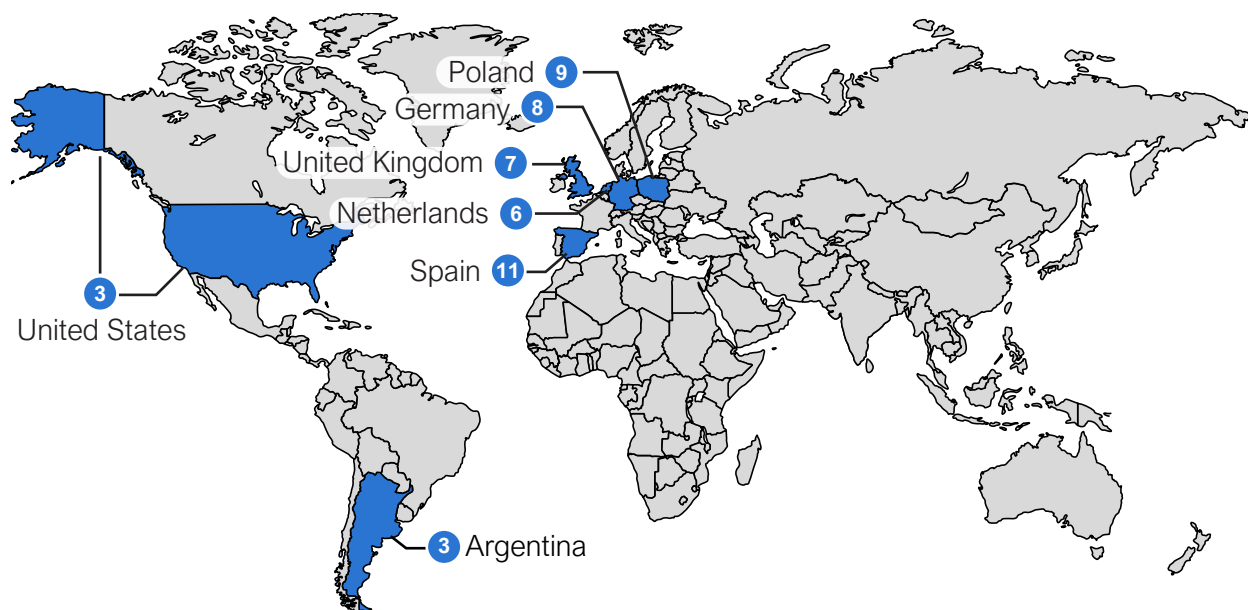 Poland 9
Germany 8
United Kingdom 7
Netherlands 6
Spain 11
3
United States
3 Argentina